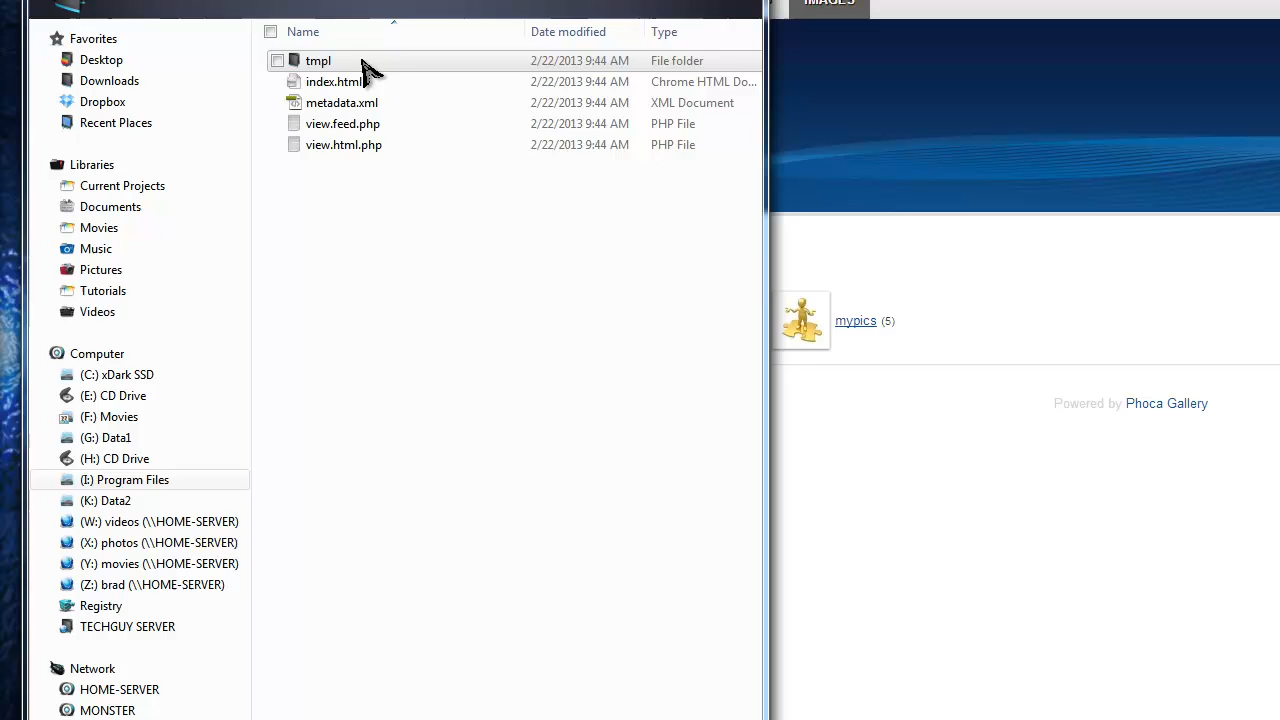 IMAGES
Name Date modified Type
Favorites
Desktop
Downloads
Dropbox
Recent Places
Libraries
Current Projects
Documents
Movies
Music
Pictures
Tutorials
Videos
Computer
(C:) xDark SSD
(E:) CD Drive
(F:) Movies
(G:) Data1
(H:) CD Drive
(I:) Program Files
(K:) Data2
(W:) videos (\\HOME-SERVER)
(X:) photos (\\HOME-SERVER)
(Y:) movies (\\HOME-SERVER)
(Z:) brad (\\HOME-SERVER)
Registry
TECHGUY SERVER
Network
HOME-SERVER
MONSTER
tmpl 2/22/2013 9:44 AM File folder
index.html 2/22/2013 9:44 AM Chrome HTML Do...
metadata.xml 2/22/2013 9:44 AM XML Document
view.feed.php 2/22/2013 9:44 AM PHP File
view.html.php 2/22/2013 9:44 AM PHP File
mypics (5)
Powered by Phoca Gallery